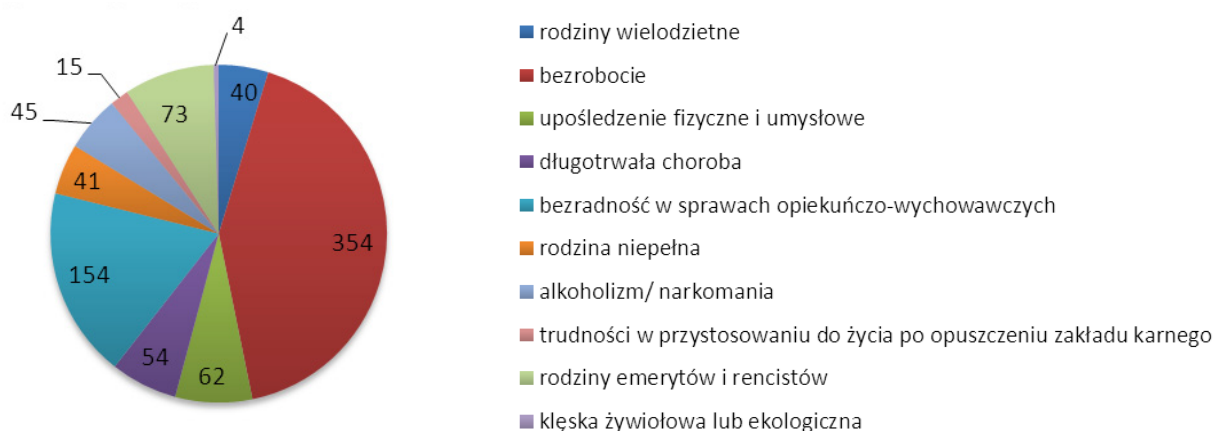 4
15
45
73
40
41
354
154
54
62
rodziny wielodzietne
bezrobocie
upośledzenie fizyczne i umysłowe
długotrwała choroba
bezradność w sprawach opiekuńczo-wychowawczych
rodzina niepełna
alkoholizm/ narkomania
trudności w przystosowaniu do życia po opuszczeniu zakładu karnego
rodziny emerytów i rencistów
klęska żywiołowa lub ekologiczna